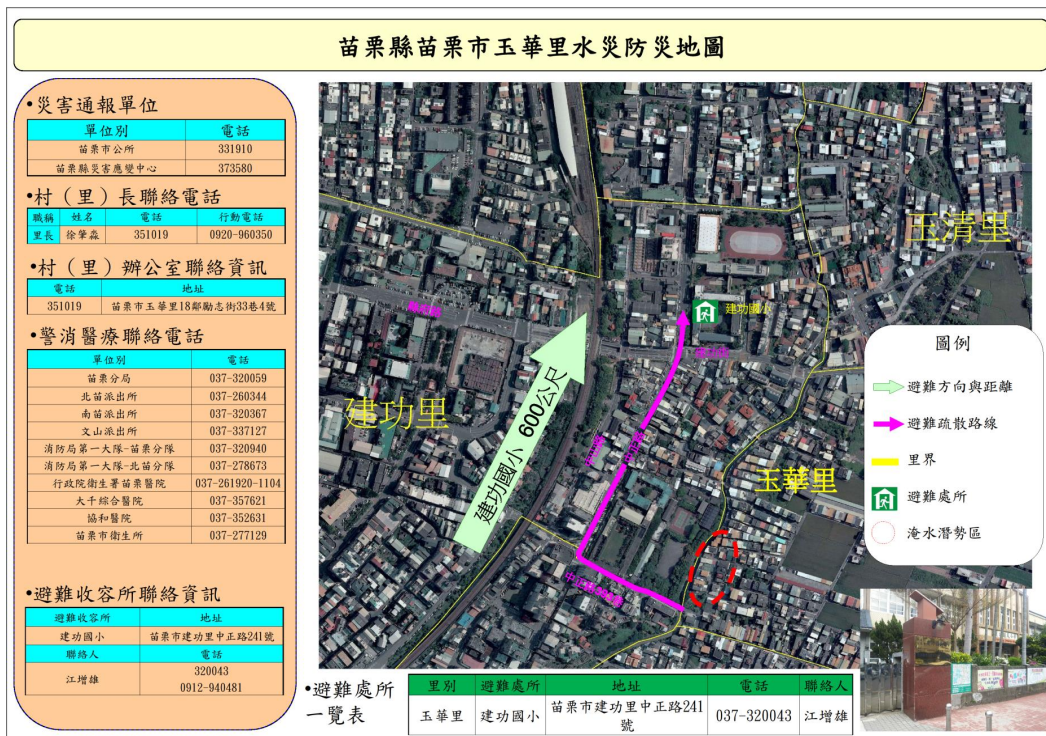 苗栗縣苗栗市玉華里水災防災地圖
•災害通報單位
單位別 電話
苗栗市公所 331910
苗栗縣災害應變中心 373580
•村（里）長聯絡電話
職稱 姓名 電話 行動電話
里長 徐肇淼 351019 0920-960350
•村（里）辦公室聯絡資訊
電話 地址
351019 苗栗市玉華里18鄰勵志街33巷4號
•警消醫療聯絡電話
單位別 電話
苗栗分局 037-320059
北苗派出所 037-260344
南苗派出所 037-320367
文山派出所 037-337127
消防局第一大隊-苗栗分隊 037-320940
消防局第一大隊-北苗分隊 037-278673
行政院衛生署苗栗醫院 037-261920-1104
大千綜合醫院 037-357621
協和醫院 037-352631
苗栗市衛生所 037-277129
•避難收容所聯絡資訊
避難收容所 地址
建功國小 苗栗市建功里中正路241號
聯絡人 電話
江增雄 320043
0912-940481
玉清里
建功國小
建功里
建功國小 600公尺
玉華里
圖例
避難方向與距離
避難疏散路線
里界
避難處所
淹水潛勢區
•避難處所
一覽表
里別 避難處所 地址 電話 聯絡人
玉華里 建功國小 苗栗市建功里中正路241
號 037-320043 江增雄